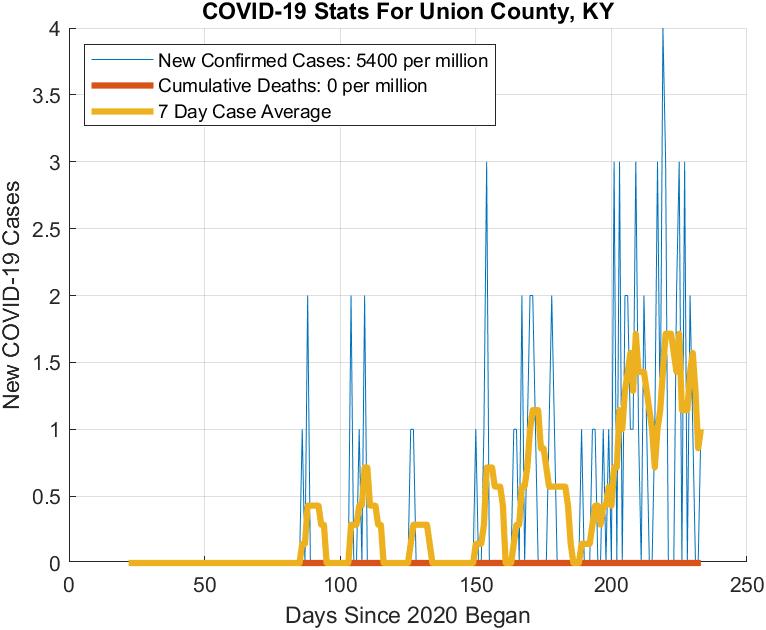 COVID-19 Stats For Union County, KY
New Confirmed Cases: 5400 per million
Cumulative Deaths: 0 per million
7 Day Case Average
New COVID-19 Cases
4
3.5
3
2.5
2
1.5
1
0.5
0
0 50 100 150 200 250
Days Since 2020 Began